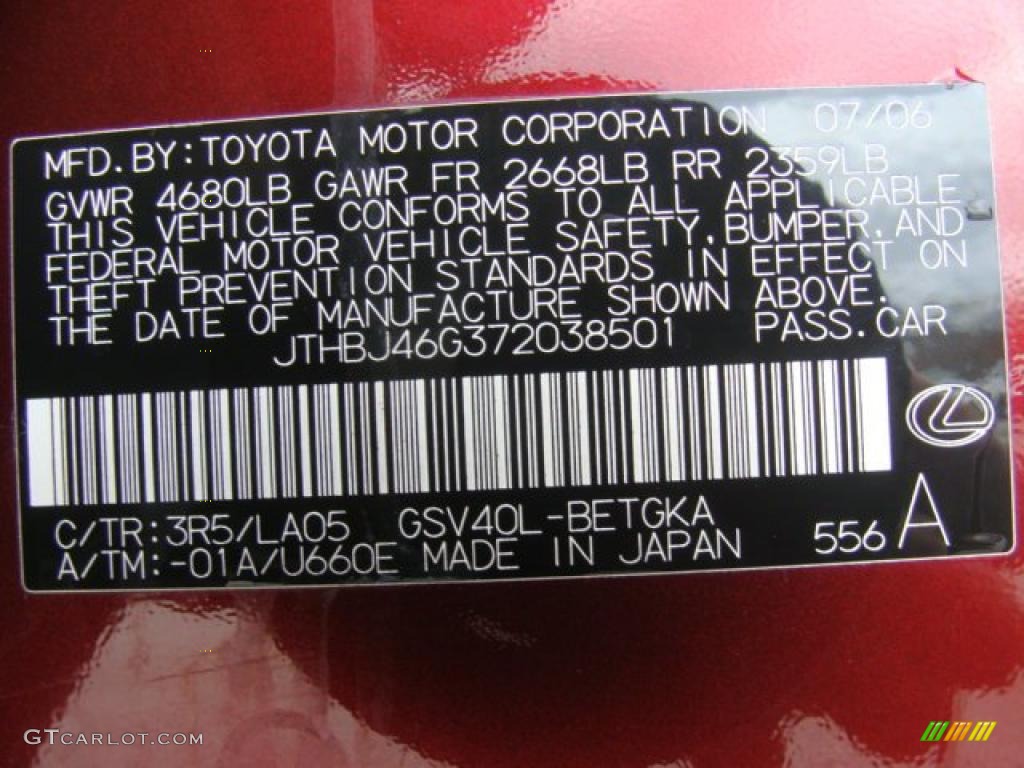 MFD.BY:TOYOTA MOTOR CORPORATION 07/06
GVWR 4680LB GAWR FR 2668LB RR 2359LB
THIS VEHICLE CONFORMS TO ALL APPLICABLE
FEDERAL MOTOR VEHICLE SAFETY,BUMPER,AND
THEFT PREVENTION STANDARDS IN EFFECT ON
THE DATE OF MANUFACTURE SHOWN ABOVE.
JTHBJ46G372038501 PASS.CAR
C/TR:3R5/LA05 GSV40L-BETGKA
A/TM:-01A/U660E MADE IN JAPAN 556 A
GTCARLOT.COM